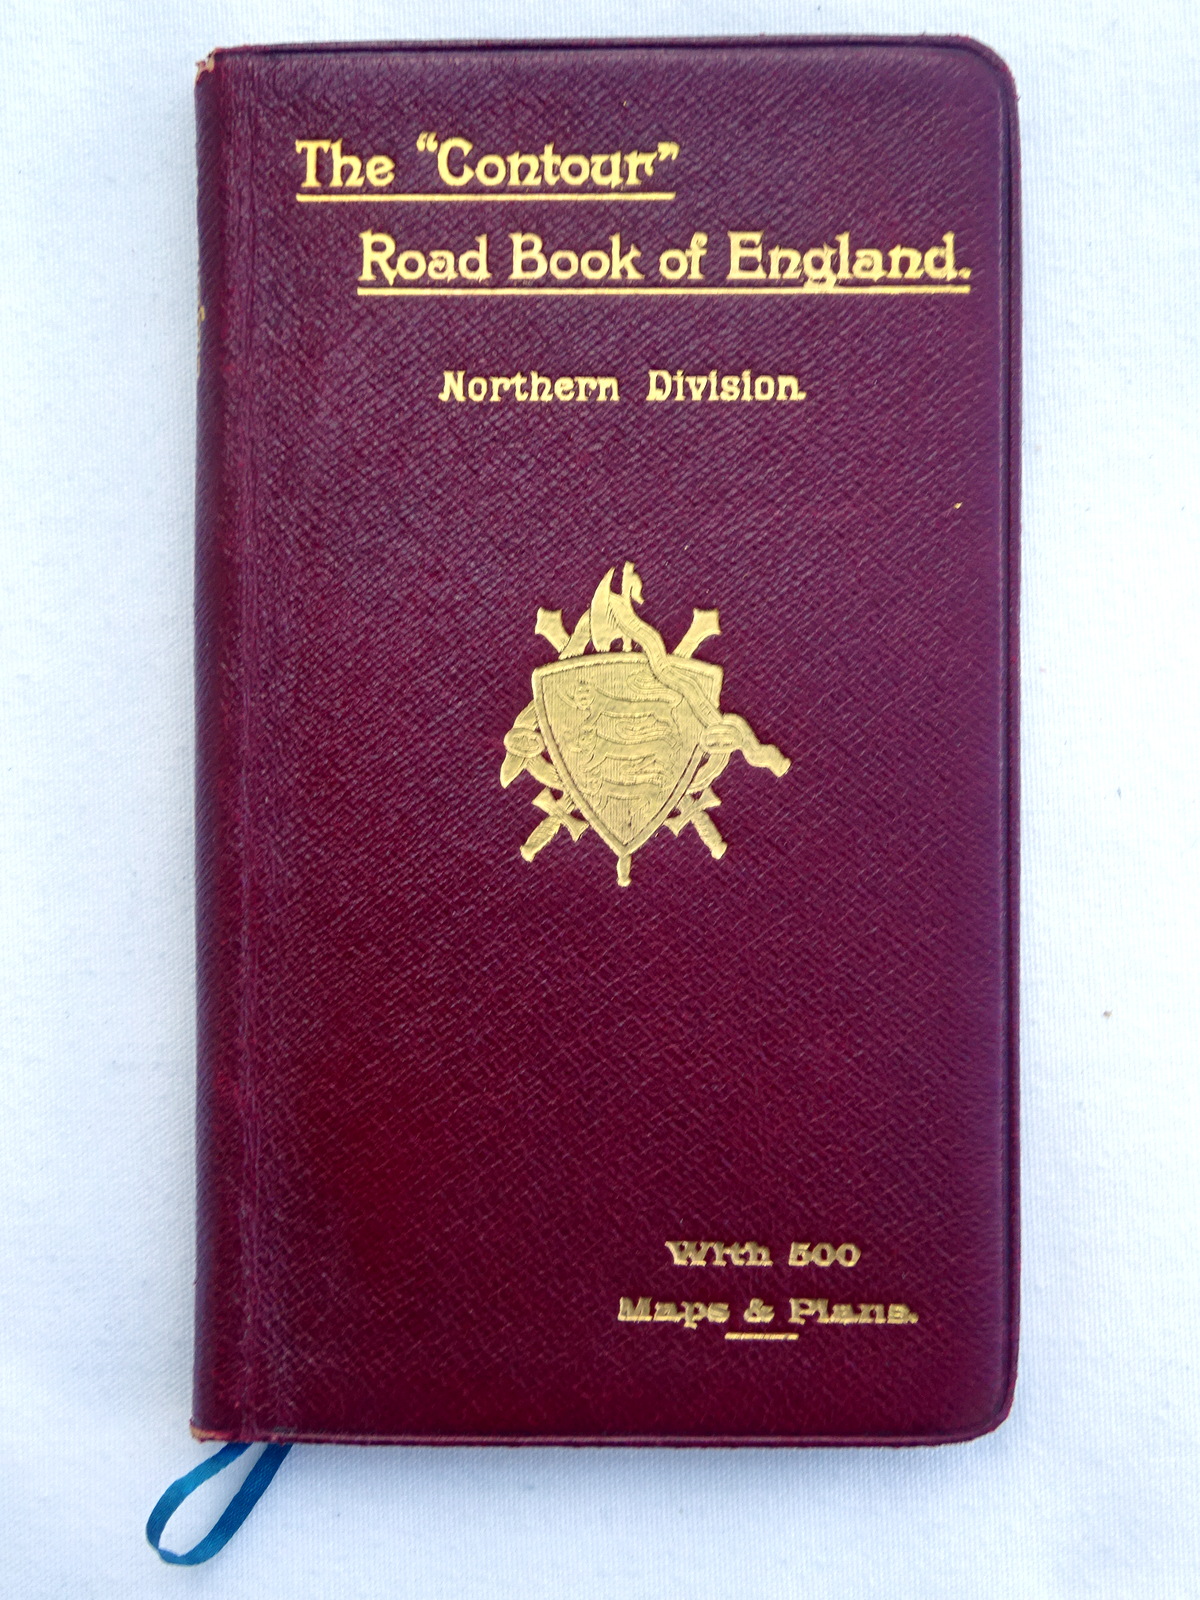 The "Contour"
Road Book of England.
Northern Division.
With 500
Maps & Plans.